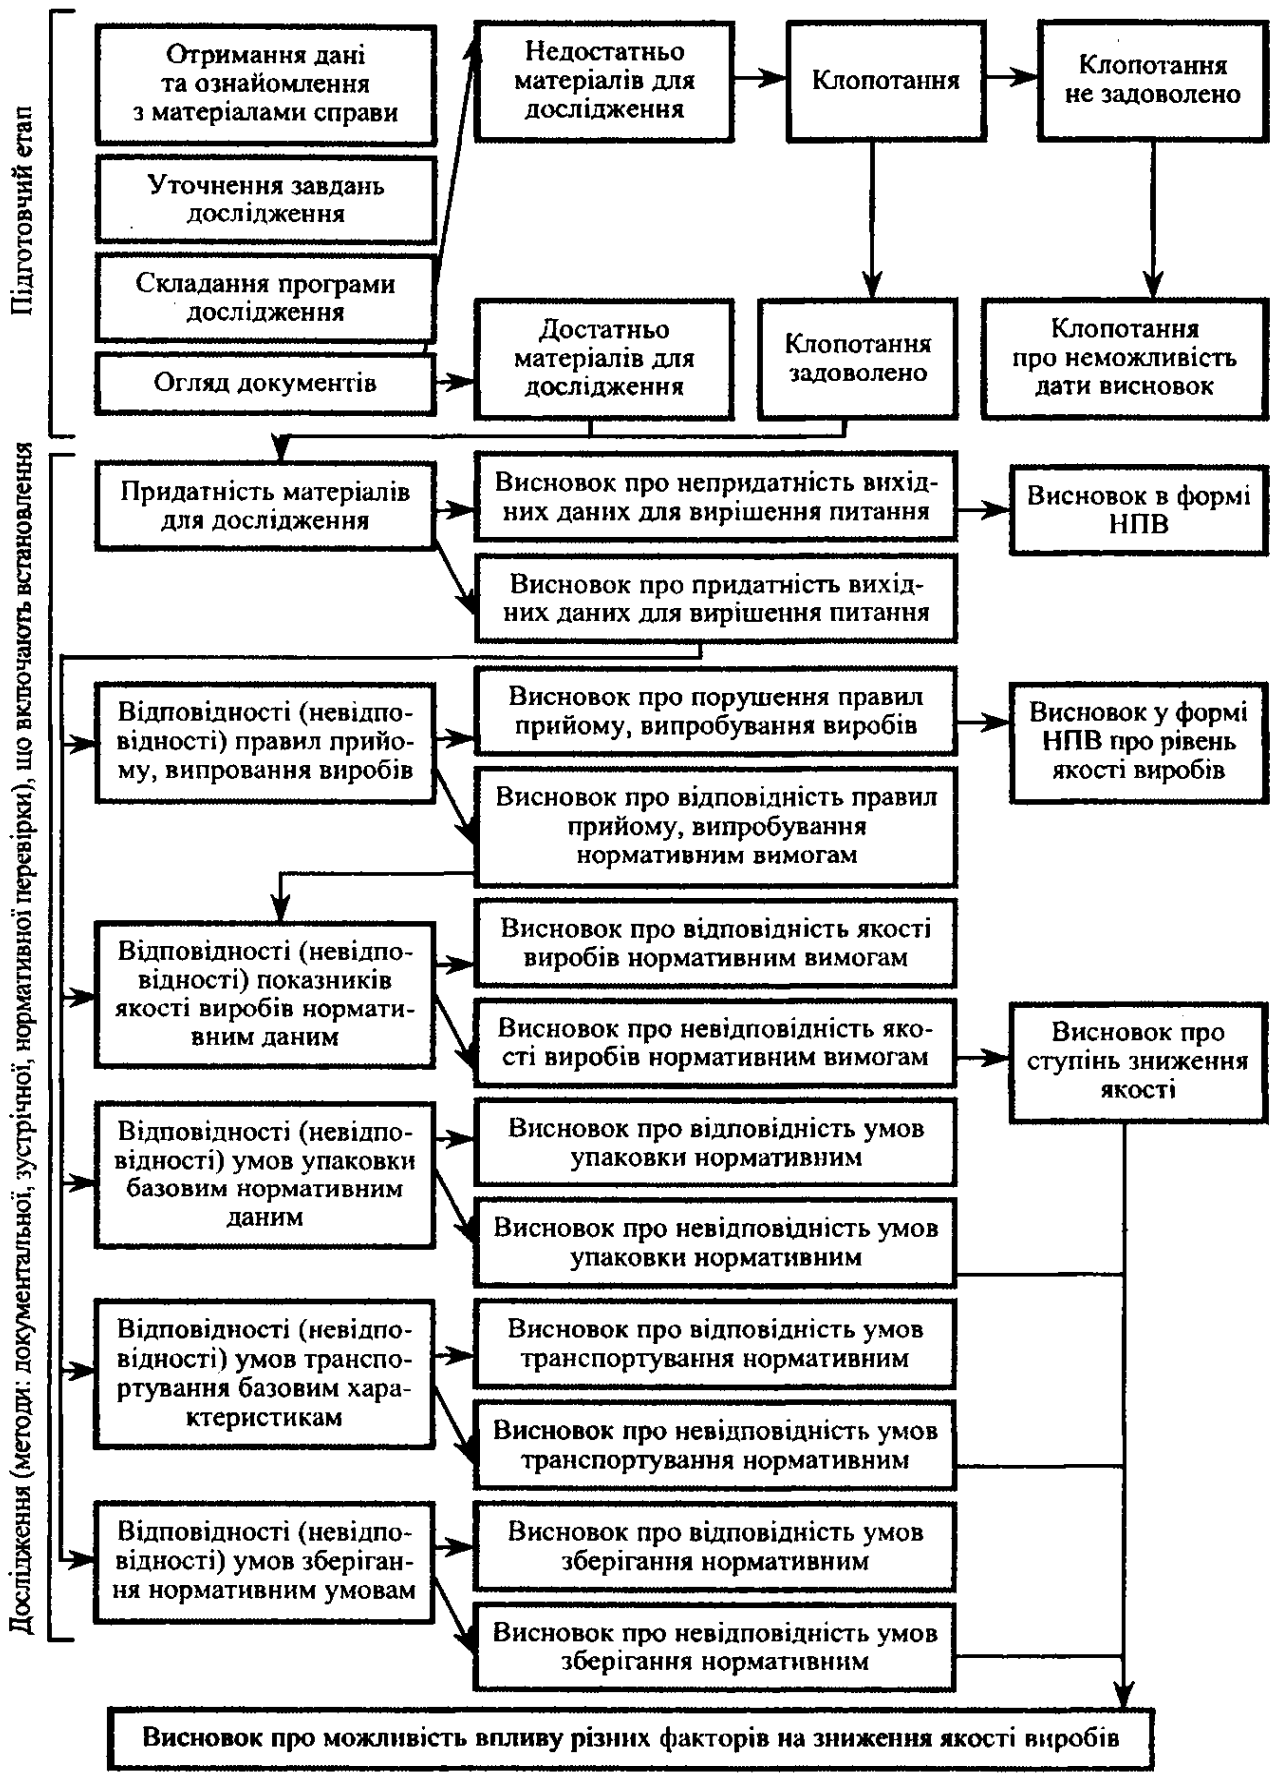 Підготовчий етап
Отримання дані
та ознайомлення
з матеріалами справи
Недостатньо
матеріалів для
дослідження
Клопотання
Клопотання
не задоволено
Уточнення завдань
дослідження
Складання програми
дослідження
Огляд документів
Достатньо
матеріалів для
дослідження
Клопотання
задоволено
Клопотання
про неможливість
дати висновок
Дослідження (методи: документальної, зустрічної, нормативної перевірки), що включають встановлення
Придатність матеріалів
для дослідження
Висновок про непридатність вихід-
них даних для вирішення питання
Висновок в формі
НПВ
Висновок про придатність вихід-
них даних для вирішення питання
Відповідності (невідпо-
відності) правил прийо-
му, випровання виробів
Висновок про порушення правил
прийому, випробування виробів
Висновок у формі
НПВ про рівень
якості виробів
Висновок про відповідність правил
прийому, випробування
нормативним вимогам
Відповідності (невідпо-
відності) показників
якості виробів нормати-
вним даним
Висновок про відповідність якості
виробів нормативним вимогам
Висновок про невідповідність яко-
сті виробів нормативним вимогам
Висновок про
ступінь зниження
якості
Відповідності (невідпо-
відності) умов упаковки
базовим нормативним
даним
Висновок про відповідність умов
упаковки нормативним
Висновок про невідповідність умов
упаковки нормативним
Відповідності (невідпо-
відності) умов транспо-
ртування базовим хара-
ктеристикам
Висновок про відповідність умов
транспортування нормативним
Висновок про невідповідність умов
транспортування нормативним
Відповідності (невідпо-
відності) умов зберіган-
ня нормативним умовам
Висновок про відповідність умов
зберігання нормативним
Висновок про невідповідність умов
зберігання нормативним
Висновок про можливість впливу різних факторів на зниження якості виробів